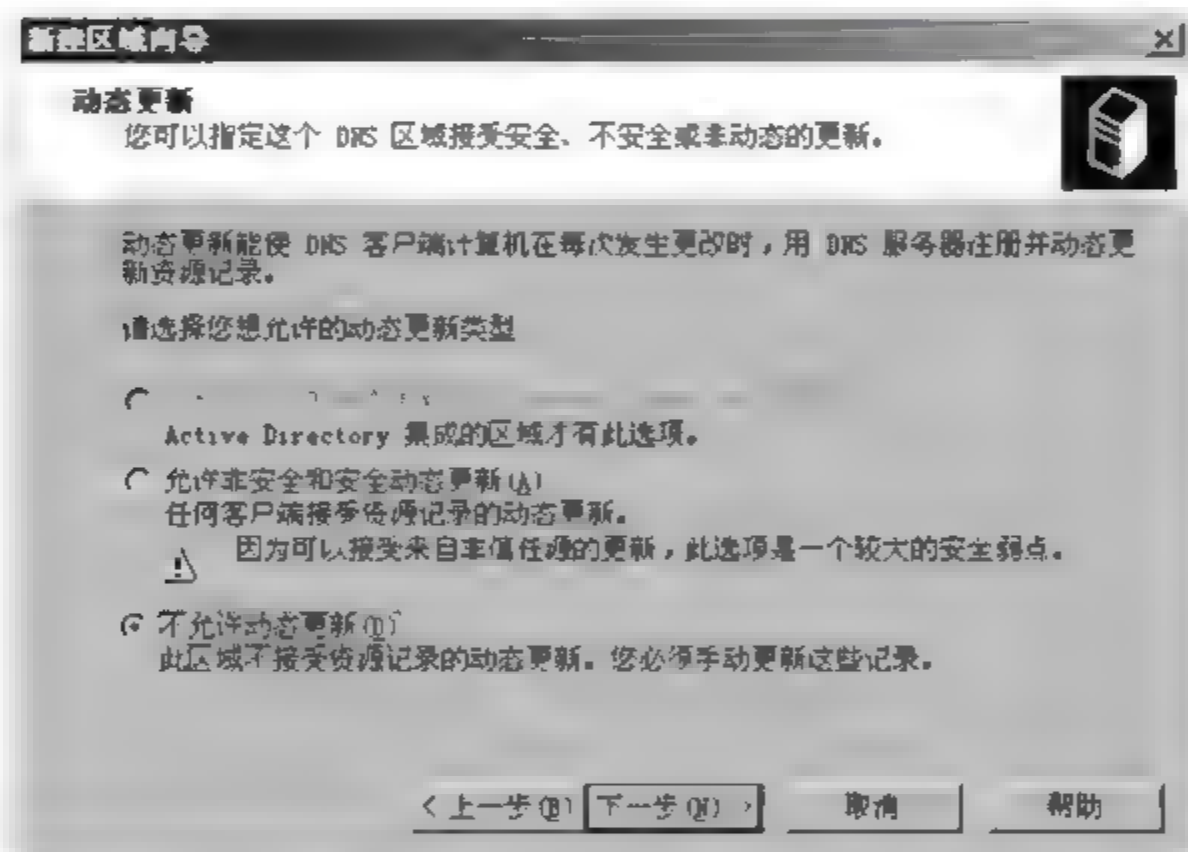 新建区域向导
动态更新
您可以指定这个 DNS 区域接受安全、不安全或非动态的更新。
动态更新能使 DNS 客户端计算机在每次发生更改时，用 DNS 服务器注册并动态更
新资源记录。
请选择您想允许的动态更新类型
Active Directory 集成的区域才有此选项。
允许非安全和安全动态更新(A)
任何客户端接受资源记录的动态更新。
因为可以接受来自非信任源的更新，此选项是一个较大的安全弱点。
不允许动态更新(D)
此区域不接受资源记录的动态更新。您必须手动更新这些记录。
< 上一步(B) 下一步(N) > 取消 帮助